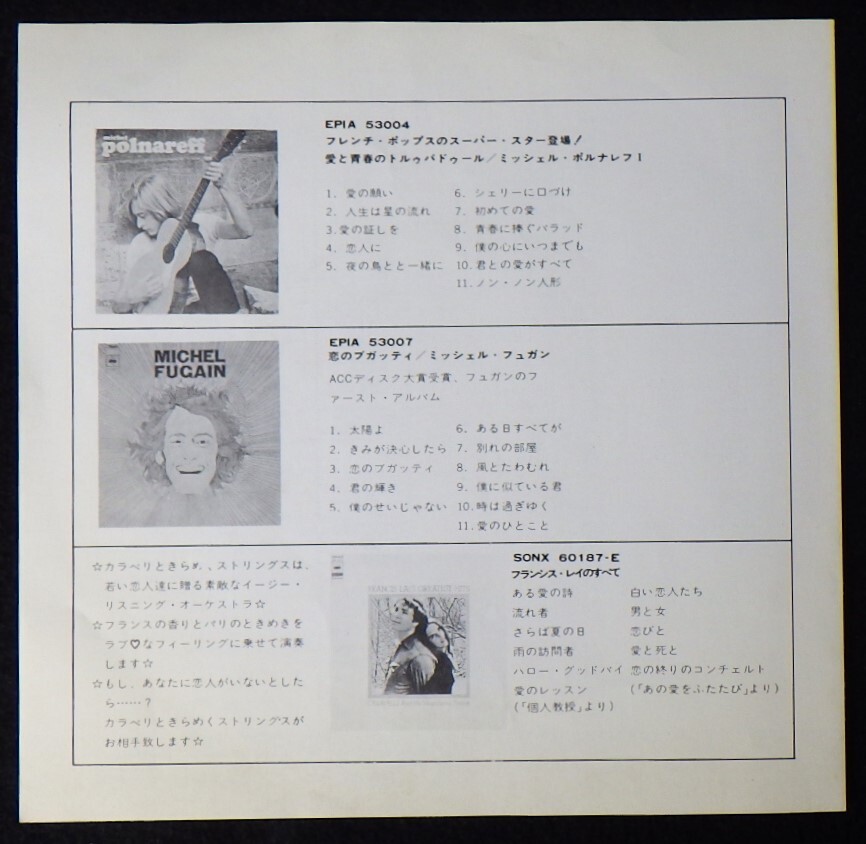 michel
polnareff
EPIA 53004
フレンチ・ポップスのスーパー・スター登場!
愛と青春のトルゥバドゥール/ミッシェル・ポルナレフ1
1. 愛の願い
2. 人生は星の流れ
3.愛の証しを
4. 恋人に
5. 夜の鳥とと一緒に
6. シェリーに口づけ
7. 初めての愛
8. 青春に捧ぐバラッド
9. 僕の心にいつまでも
10. 君との愛がすべて
11. ノン・ノン人形
MICHEL
FUGAIN
EPIA 53007
恋のブガッティ/ミッシェル・フュガン
ACCディスク大賞受賞、フュガンのフ
ァースト・アルバム
1. 太陽よ
2. きみが決心したら
3. 恋のブガッティ
4. 君の輝き
5. 僕のせいじゃない
6. ある日すべてが
7. 別れの部屋
8. 風とたわむれ
9. 僕に似ている君
10. 時は過ぎゆく
11. 愛のひとこと
☆カラベリときらめ、、ストリングスは、
若い恋人達に贈る素敵なイージー・
リスニング・オーケストラ☆
☆フランスの香りとパリのときめきを
ラブ♡なフィーリングに乗せて演奏
します☆
☆もし、あなたに恋人がいないとした
ら……?
カラベリときらめくストリングスが
お相手致します☆
FRANCIS LAI'S GREATEST HITS
SONX 60187-E
フランシス・レイのすべて
ある愛の詩
流れ者
さらば夏の日
雨の訪問者
ハロー・グッドバイ
愛のレッスン
(「個人教授」より)
白い恋人たち
男と女
恋びと
愛と死と
恋の終りのコンチェルト
(「あの愛をふたたび」より)